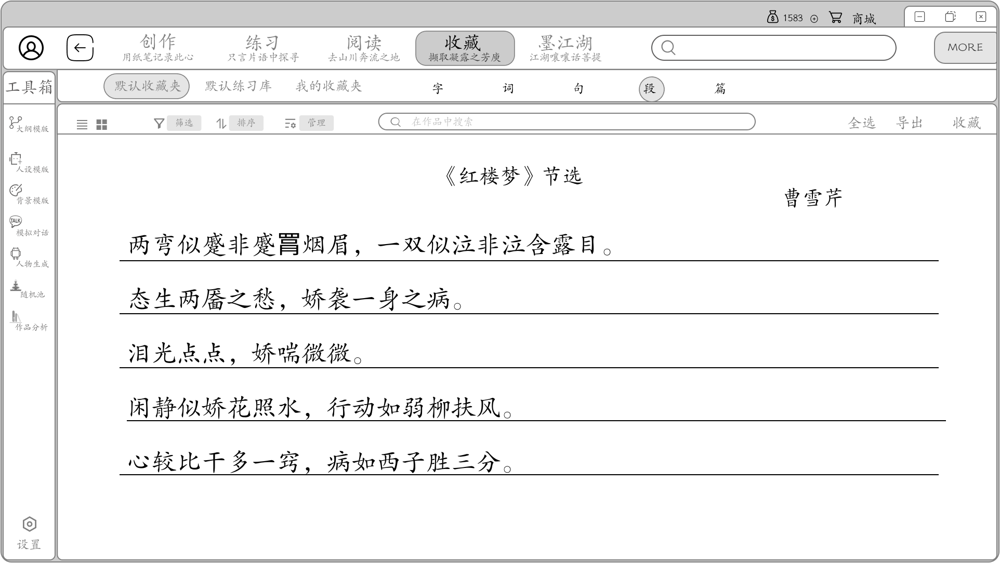 1583 商城
创作 练习 阅读 收藏 墨江湖 MORE
用纸笔记录此心 只言片语中探寻 去山川奔流之地 撷取凝露之芳庾 江湖嚷嚷话菩提
工具箱 默认收藏夹 默认练习库 我的收藏夹 字 词 句 段 篇
筛选 排序 管理 在作品中搜索 全选 导出 收藏
大纲模版
人设模版
背景模版
TALK
模拟对话
人物生成
随机池
作品分析
设置
《红楼梦》节选
曹雪芹
两弯似蹙非蹙罥烟眉，一双似泣非泣含露目。
态生两靥之愁，娇袭一身之病。
泪光点点，娇喘微微。
闲静似娇花照水，行动如弱柳扶风。
心较比干多一窍，病如西子胜三分。